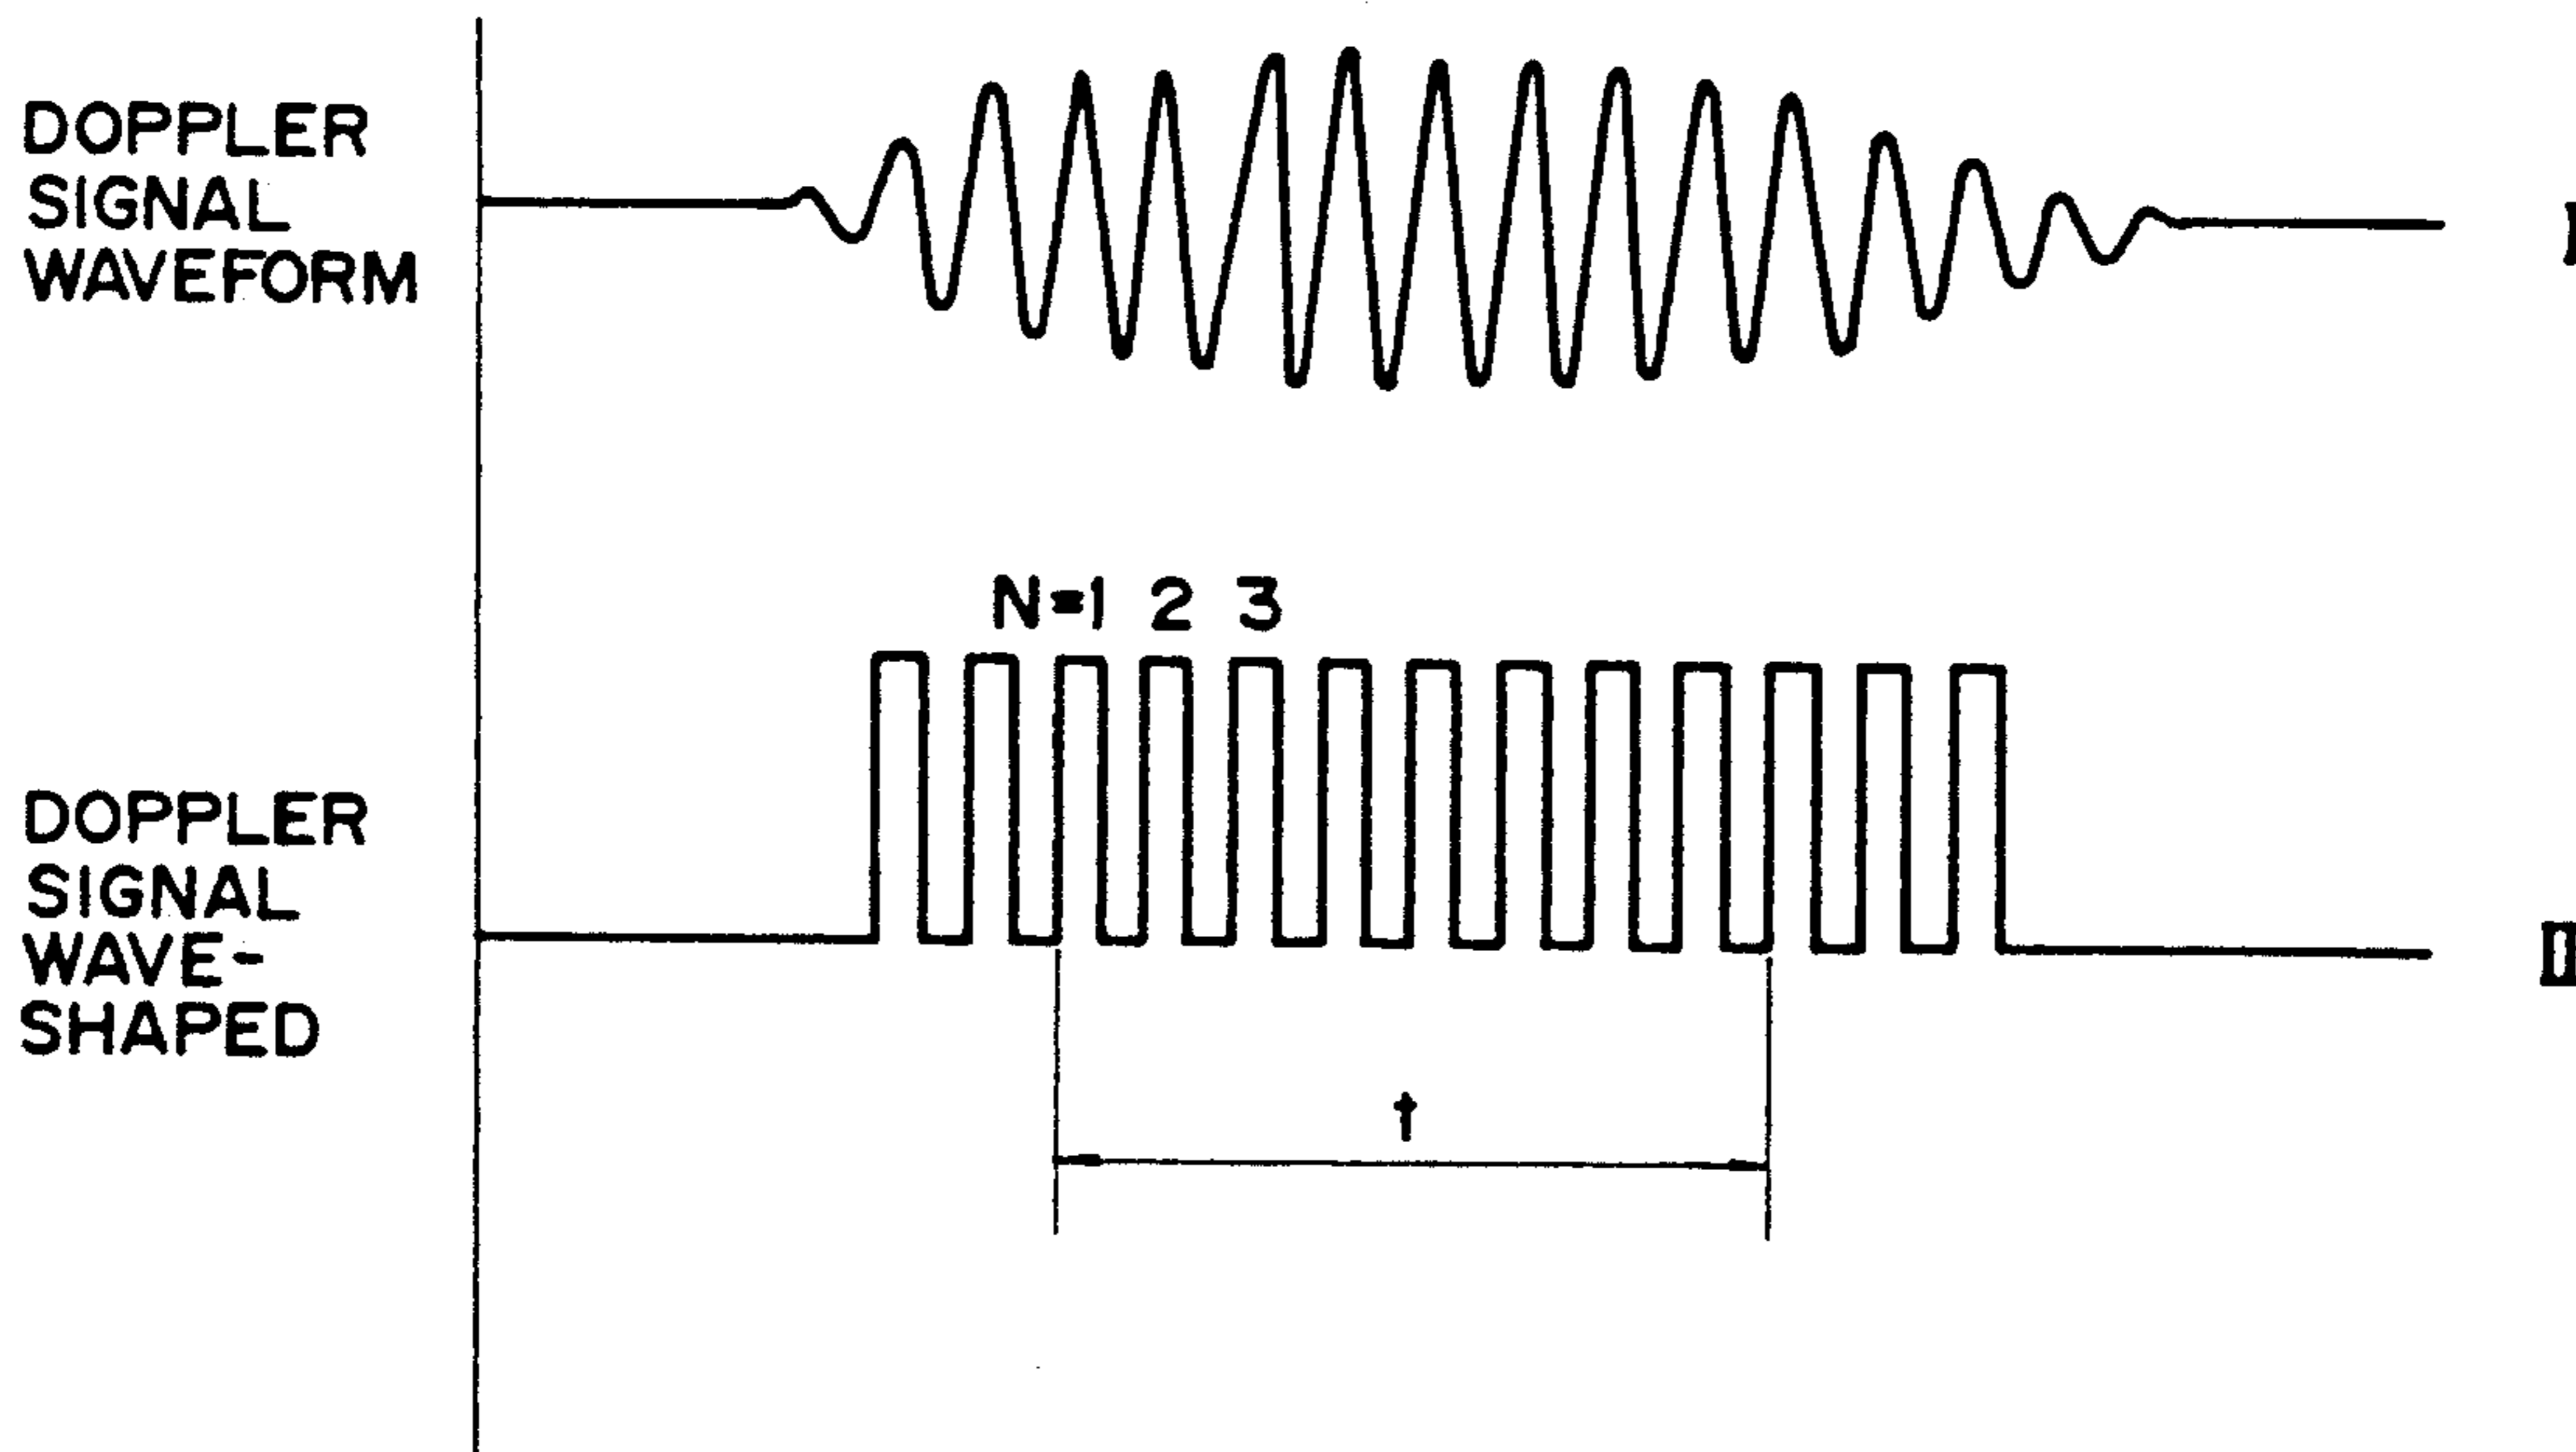 DOPPLER
SIGNAL
WAVEFORM
N=1 2 3
DOPPLER
SIGNAL
WAVE-
SHAPED
t